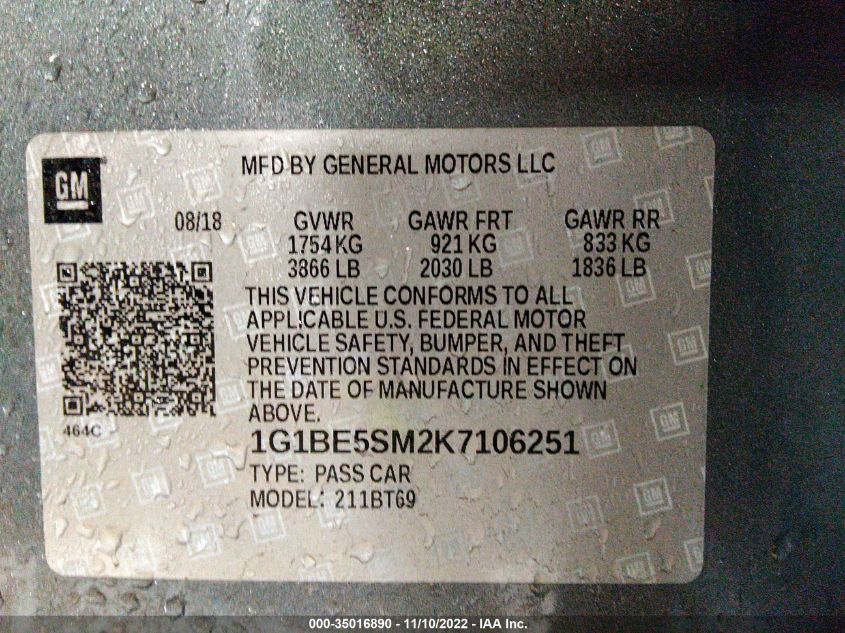 MFD BY GENERAL MOTORS LLC
GM
08/18 GVWR GAWR FRT GAWR RR
1754 KG 921 KG 833 KG
3866 LB 2030 LB 1836 LB
THIS VEHICLE CONFORMS TO ALL
APPLICABLE U.S. FEDERAL MOTOR
VEHICLE SAFETY, BUMPER, AND THEFT
PREVENTION STANDARDS IN EFFECT ON
THE DATE OF MANUFACTURE SHOWN
ABOVE.
464C
1G1BE5SM2K7106251
TYPE: PASS CAR
MODEL: 211BT69
000-35016890 - 11/10/2022 - IAA Inc.